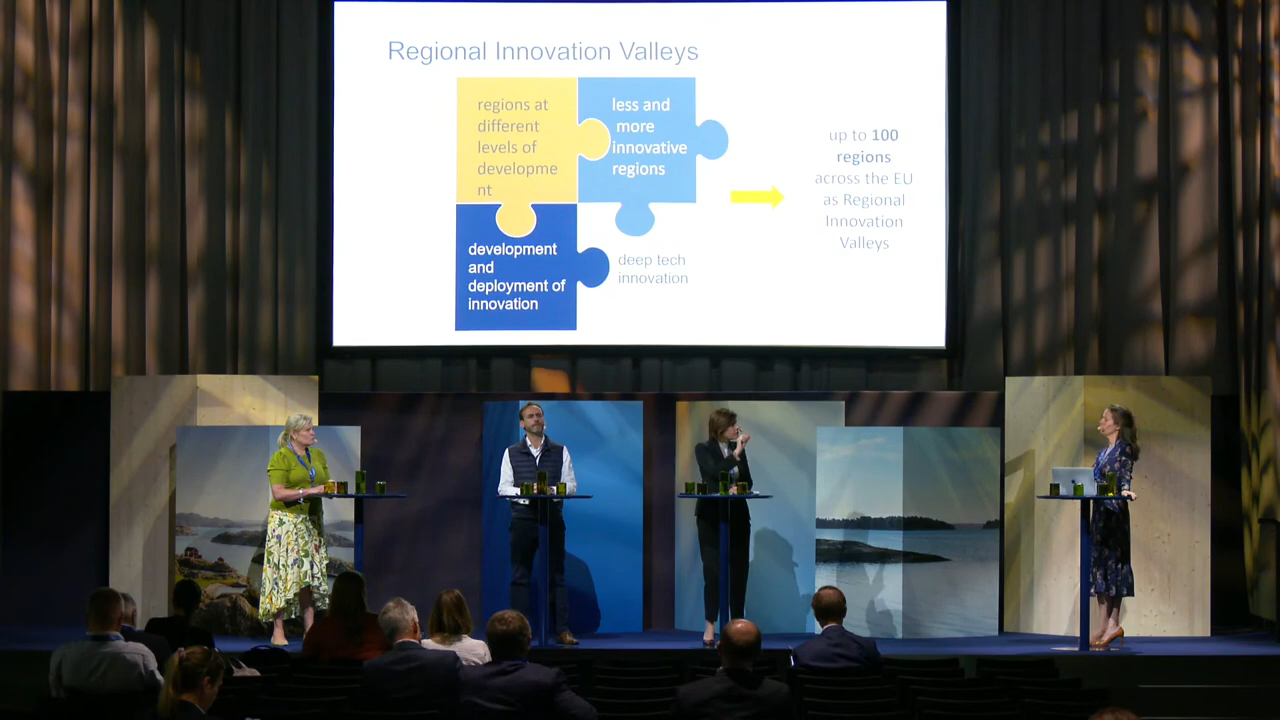 Regional Innovation Valleys
regions at
different
levels of
developme
nt
less and
more
innovative
regions
development
and
deployment of
innovation
deep tech
innovation
up to 100
regions
across the EU
as Regional
Innovation
Valleys